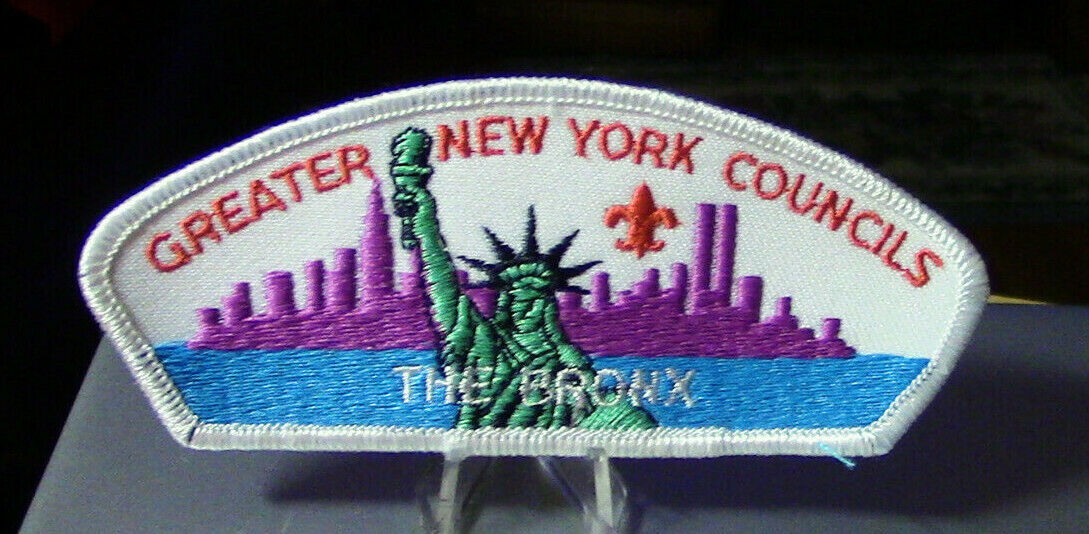 GREATER NEW YORK COUNCILS
THE BRONX